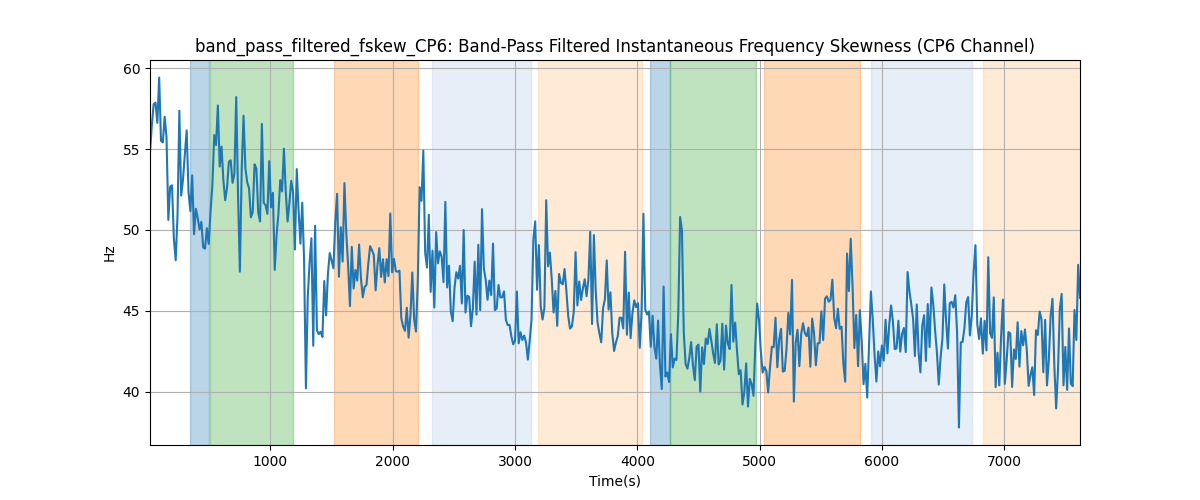 band_pass_filtered_fskew_CP6: Band-Pass Filtered Instantaneous Frequency Skewness (CP6 Channel)
60
55
50
45
40
Hz
1000 2000 3000 4000 5000 6000 7000
Time(s)